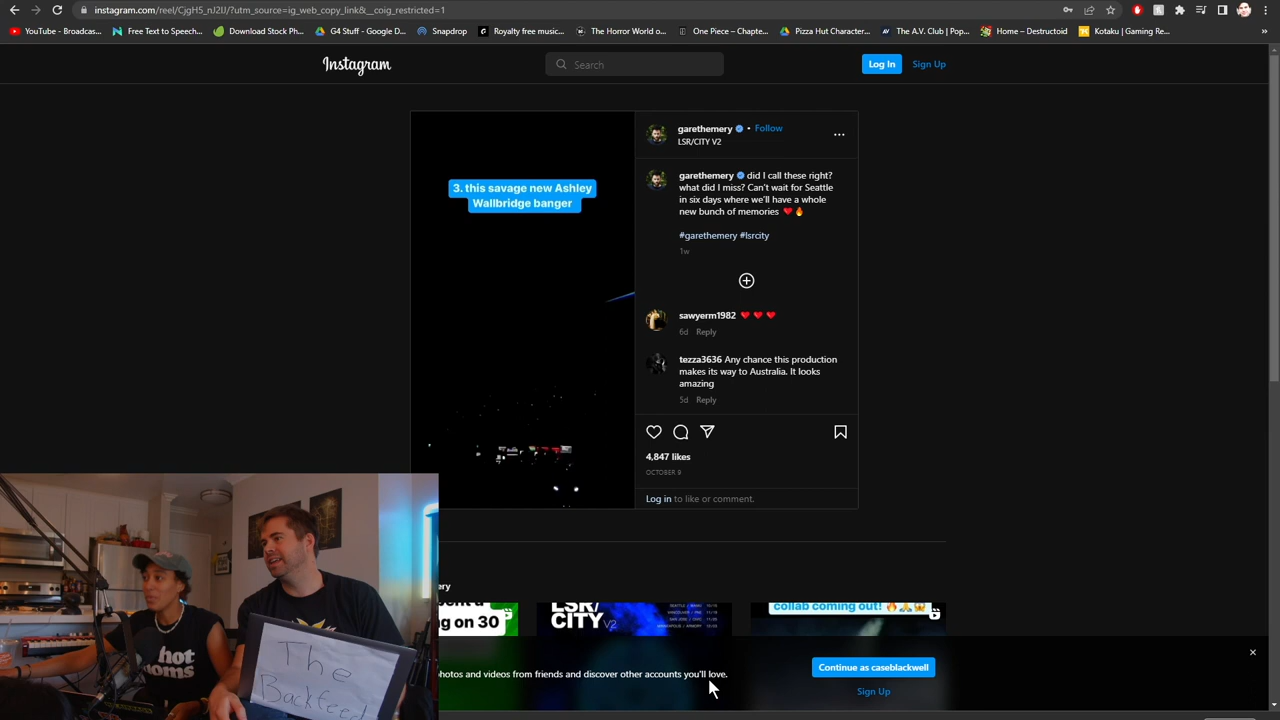 instagram.com/reel/CjgH5_nJ2IJ/?utm_source=ig_web_copy_link&__coig_restricted=1
YouTube - Broadcas...
Free Text to Speech...
Download Stock Ph...
G4 Stuff - Google D...
Snapdrop
Royalty free music...
The Horror World o...
One Piece – Chapte...
Pizza Hut Character...
The A.V. Club | Pop...
Home – Destructoid
Kotaku | Gaming Re...
Instagram
Search
Log In
Sign Up
3. this savage new Ashley
Wallbridge banger
garethemery • Follow
LSR/CITY V2
garethemery did I call these right?
what did I miss? Can't wait for Seattle
in six days where we'll have a whole
new bunch of memories
#garethemery #lsrcity
1w
sawyerm1982
6d Reply
tezza3636 Any chance this production
makes its way to Australia. It looks
amazing
5d Reply
4,847 likes
OCTOBER 9
Log in to like or comment.
ery
ng on 30
LSR/
CITY V2
collab coming out!
hotos and videos from friends and discover other accounts you'll love.
Continue as caseblackwell
Sign Up
hot
The
Backfeed